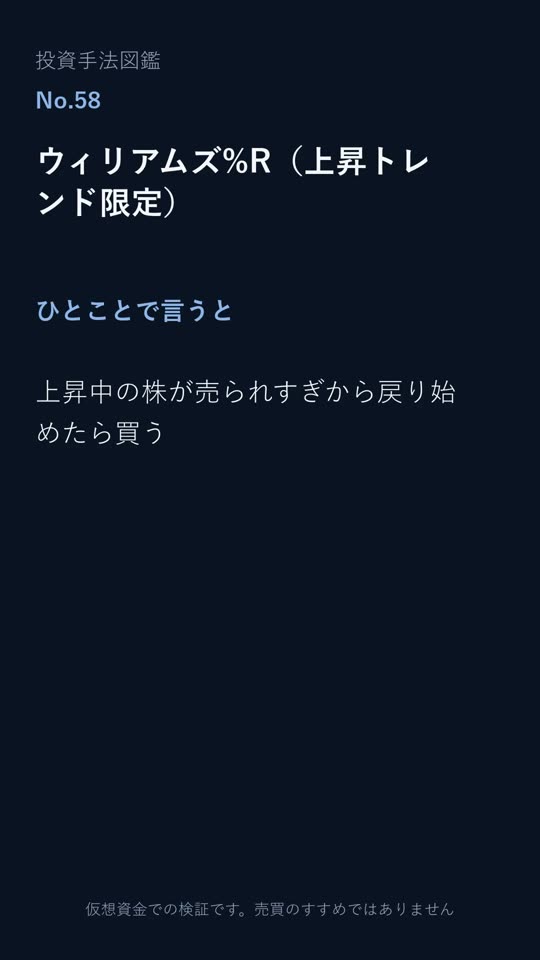 投資手法図鑑
No.58
ウィリアムズ%R（上昇トレ
ンド限定）
ひとことで言うと
上昇中の株が売られすぎから戻り始
めたら買う
仮想資金での検証です。売買のすすめではありません